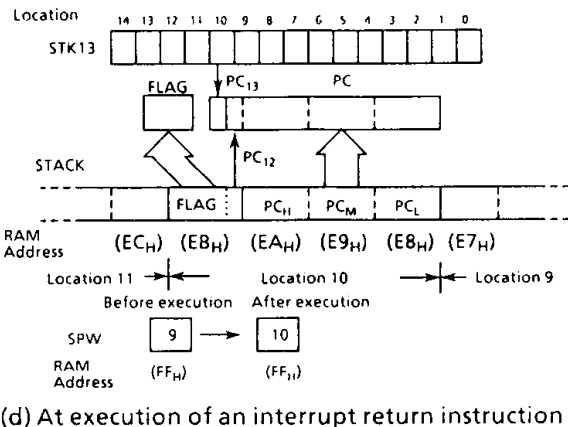 Location 14 13 12 11 10 9 8 7 6 5 4 3 2 1 0
STK13
FLAG PC13 PC
STACK PC12
FLAG PCH PCM PCL
RAM Address (ECH) (EBH) (EAH) (E9H) (E8H) (E7H)
Location 11 Location 10 Location 9
Before execution After execution
SPW 9 10
RAM Address (FFH) (FFH)
(d) At execution of an interrupt return instruction